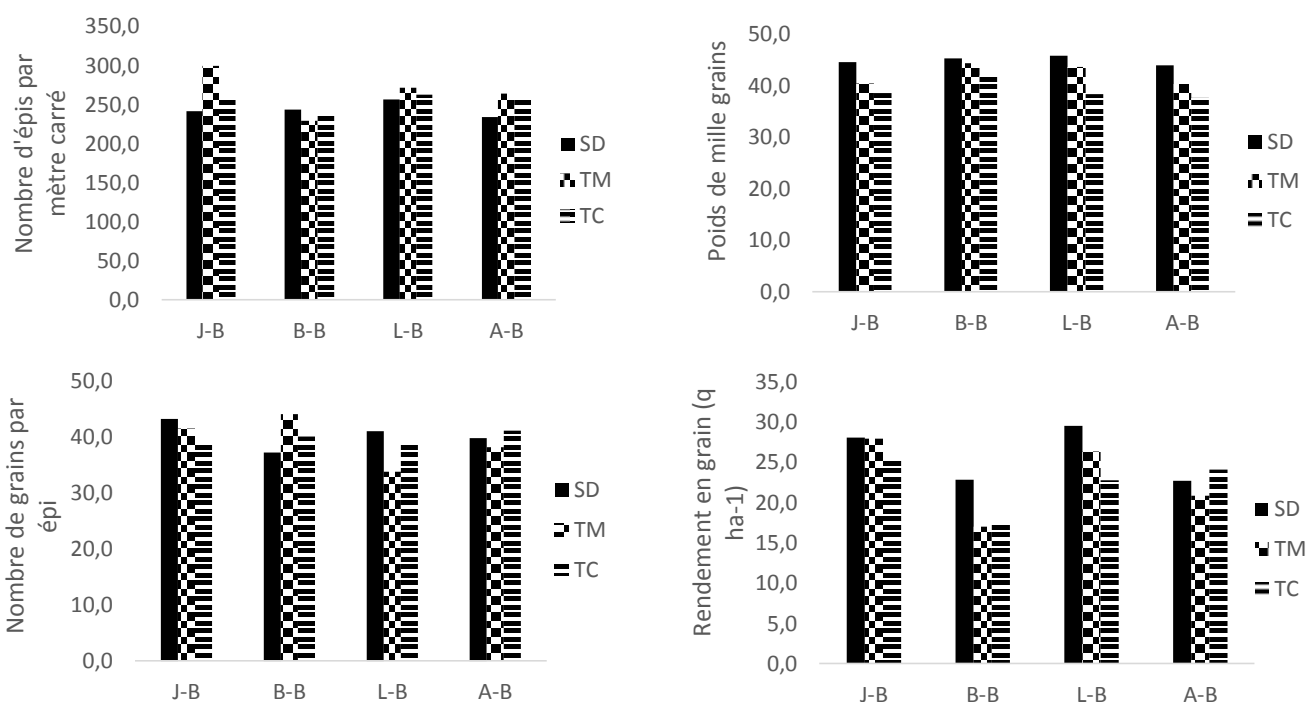 Nombre d'épis par
mètre carré
350,0
300,0
250,0
200,0
150,0
100,0
50,0
0,0
J-B
B-B
L-B
A-B
SD
TM
TC
Poids de mille grains
50,0
40,0
30,0
20,0
10,0
0,0
J-B
B-B
L-B
A-B
SD
TM
TC
Nombre de grains par
épi
50,0
40,0
30,0
20,0
10,0
0,0
J-B
B-B
L-B
A-B
SD
TM
TC
Rendement en grain (q
ha-1)
35,0
30,0
25,0
20,0
15,0
10,0
5,0
0,0
J-B
B-B
L-B
A-B
SD
TM
TC